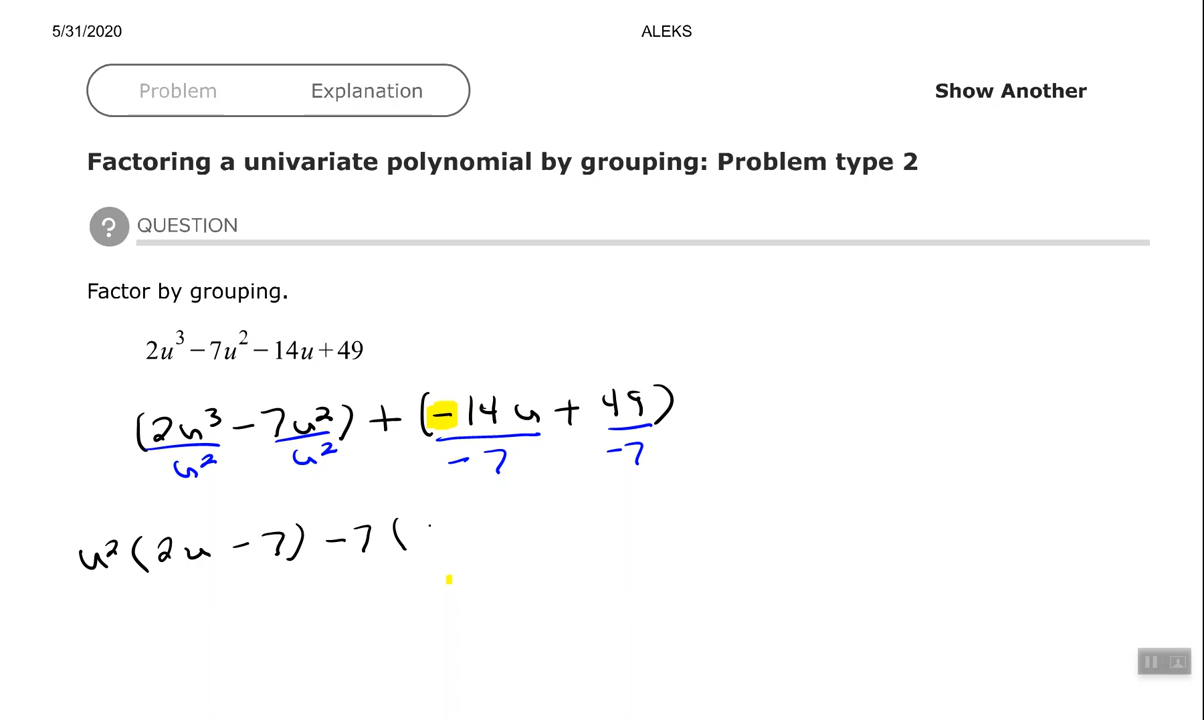 5/31/2020 ALEKS
Problem Explanation Show Another
Factoring a univariate polynomial by grouping: Problem type 2
? QUESTION
Factor by grouping.
2u³ − 7u² − 14u + 49
(2u³ − 7u²) + (−14u + 49)
u² u² −7 −7
u²(2u − 7) − 7(